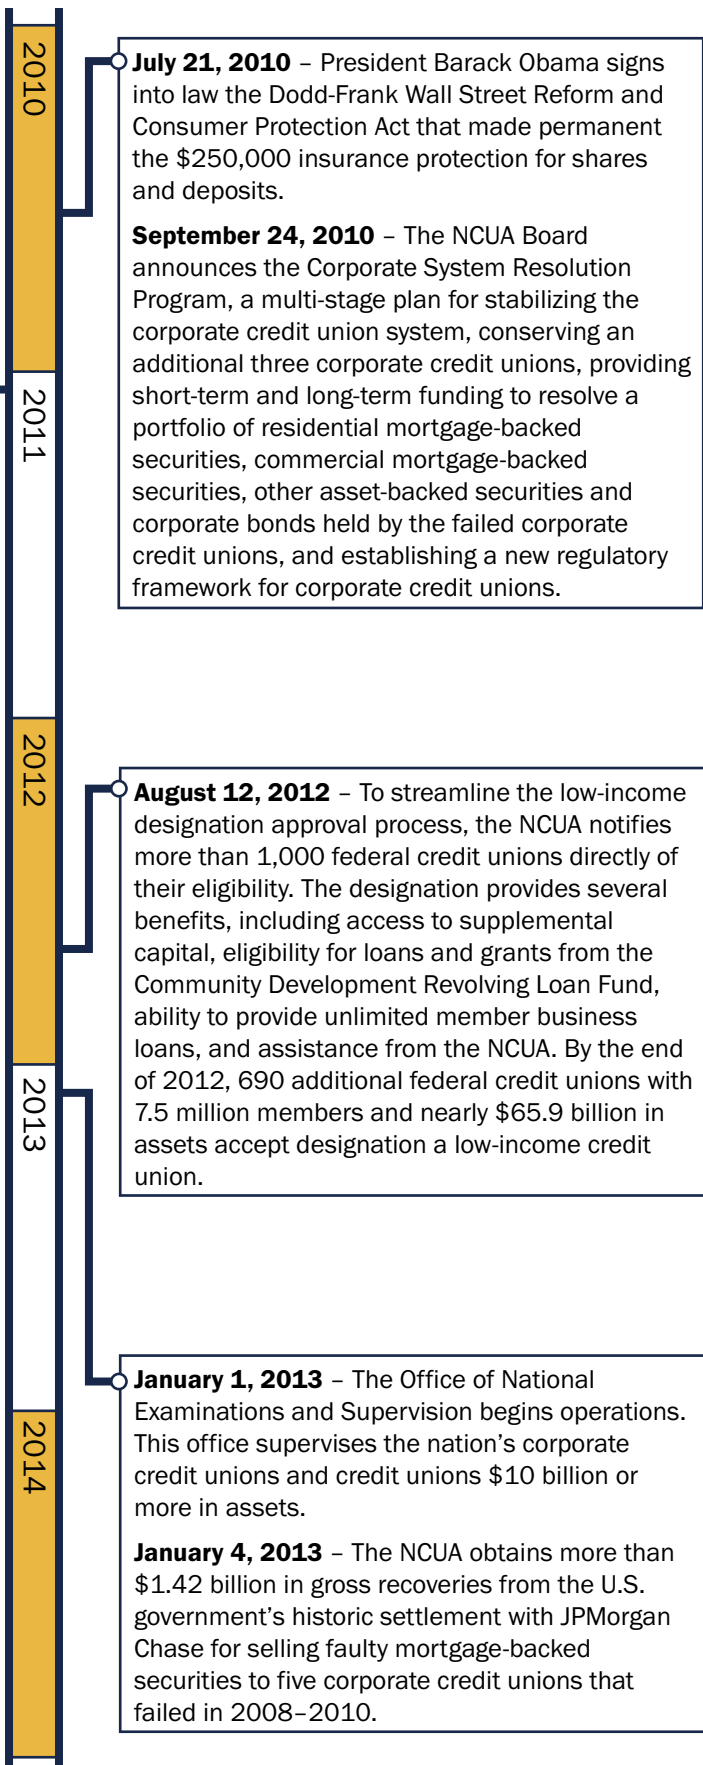 2010
July 21, 2010 – President Barack Obama signs
into law the Dodd-Frank Wall Street Reform and
Consumer Protection Act that made permanent
the $250,000 insurance protection for shares
and deposits.
September 24, 2010 – The NCUA Board
announces the Corporate System Resolution
Program, a multi-stage plan for stabilizing the
corporate credit union system, conserving an
additional three corporate credit unions, providing
short-term and long-term funding to resolve a
portfolio of residential mortgage-backed
securities, commercial mortgage-backed
securities, other asset-backed securities and
corporate bonds held by the failed corporate
credit unions, and establishing a new regulatory
framework for corporate credit unions.
2011
2012
August 12, 2012 – To streamline the low-income
designation approval process, the NCUA notifies
more than 1,000 federal credit unions directly of
their eligibility. The designation provides several
benefits, including access to supplemental
capital, eligibility for loans and grants from the
Community Development Revolving Loan Fund,
ability to provide unlimited member business
loans, and assistance from the NCUA. By the end
of 2012, 690 additional federal credit unions with
7.5 million members and nearly $65.9 billion in
assets accept designation a low-income credit
union.
2013
January 1, 2013 – The Office of National
Examinations and Supervision begins operations.
This office supervises the nation’s corporate
credit unions and credit unions $10 billion or
more in assets.
January 4, 2013 – The NCUA obtains more than
$1.42 billion in gross recoveries from the U.S.
government’s historic settlement with JPMorgan
Chase for selling faulty mortgage-backed
securities to five corporate credit unions that
failed in 2008–2010.
2014